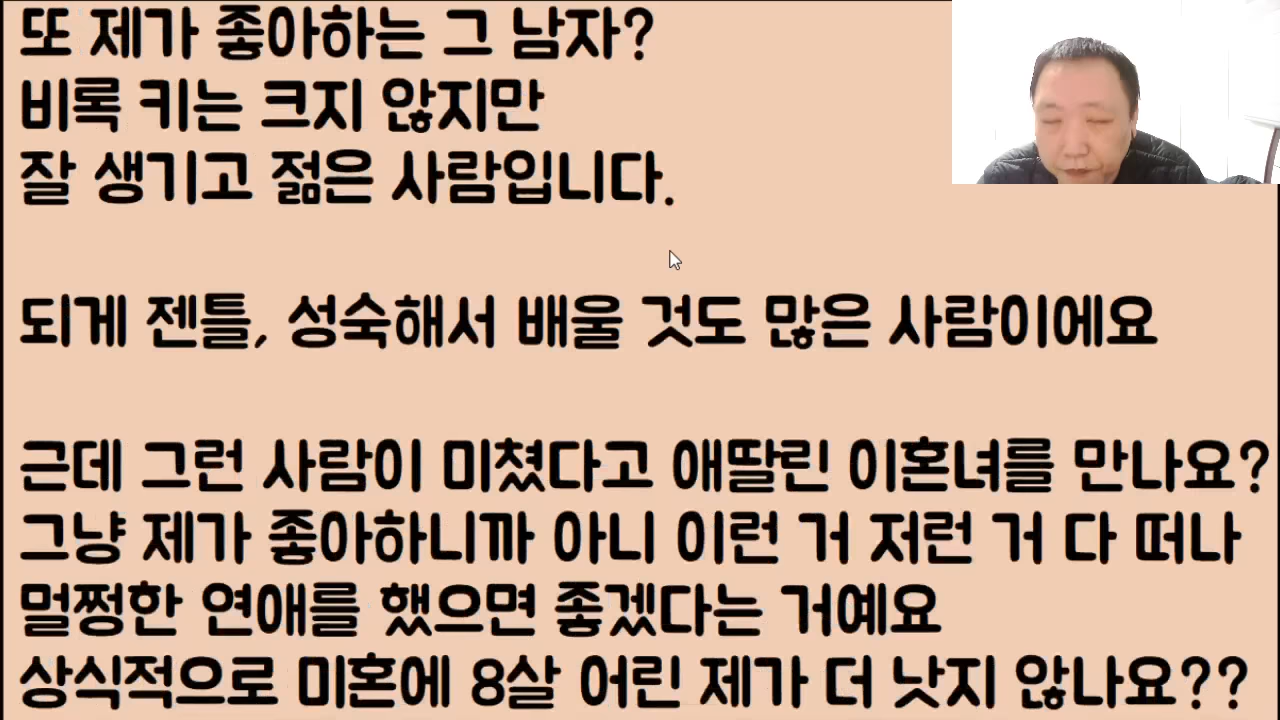 또 제가 좋아하는 그 남자?
비록 키는 크지 않지만
잘 생기고 젊은 사람입니다.
되게 젠틀, 성숙해서 배울 것도 많은 사람이에요
근데 그런 사람이 미쳤다고 애딸린 이혼녀를 만나요?
그냥 제가 좋아하니까 아니 이런 거 저런 거 다 떠나
멀쩡한 연애를 했으면 좋겠다는 거예요
상식적으로 미혼에 8살 어린 제가 더 낫지 않나요??